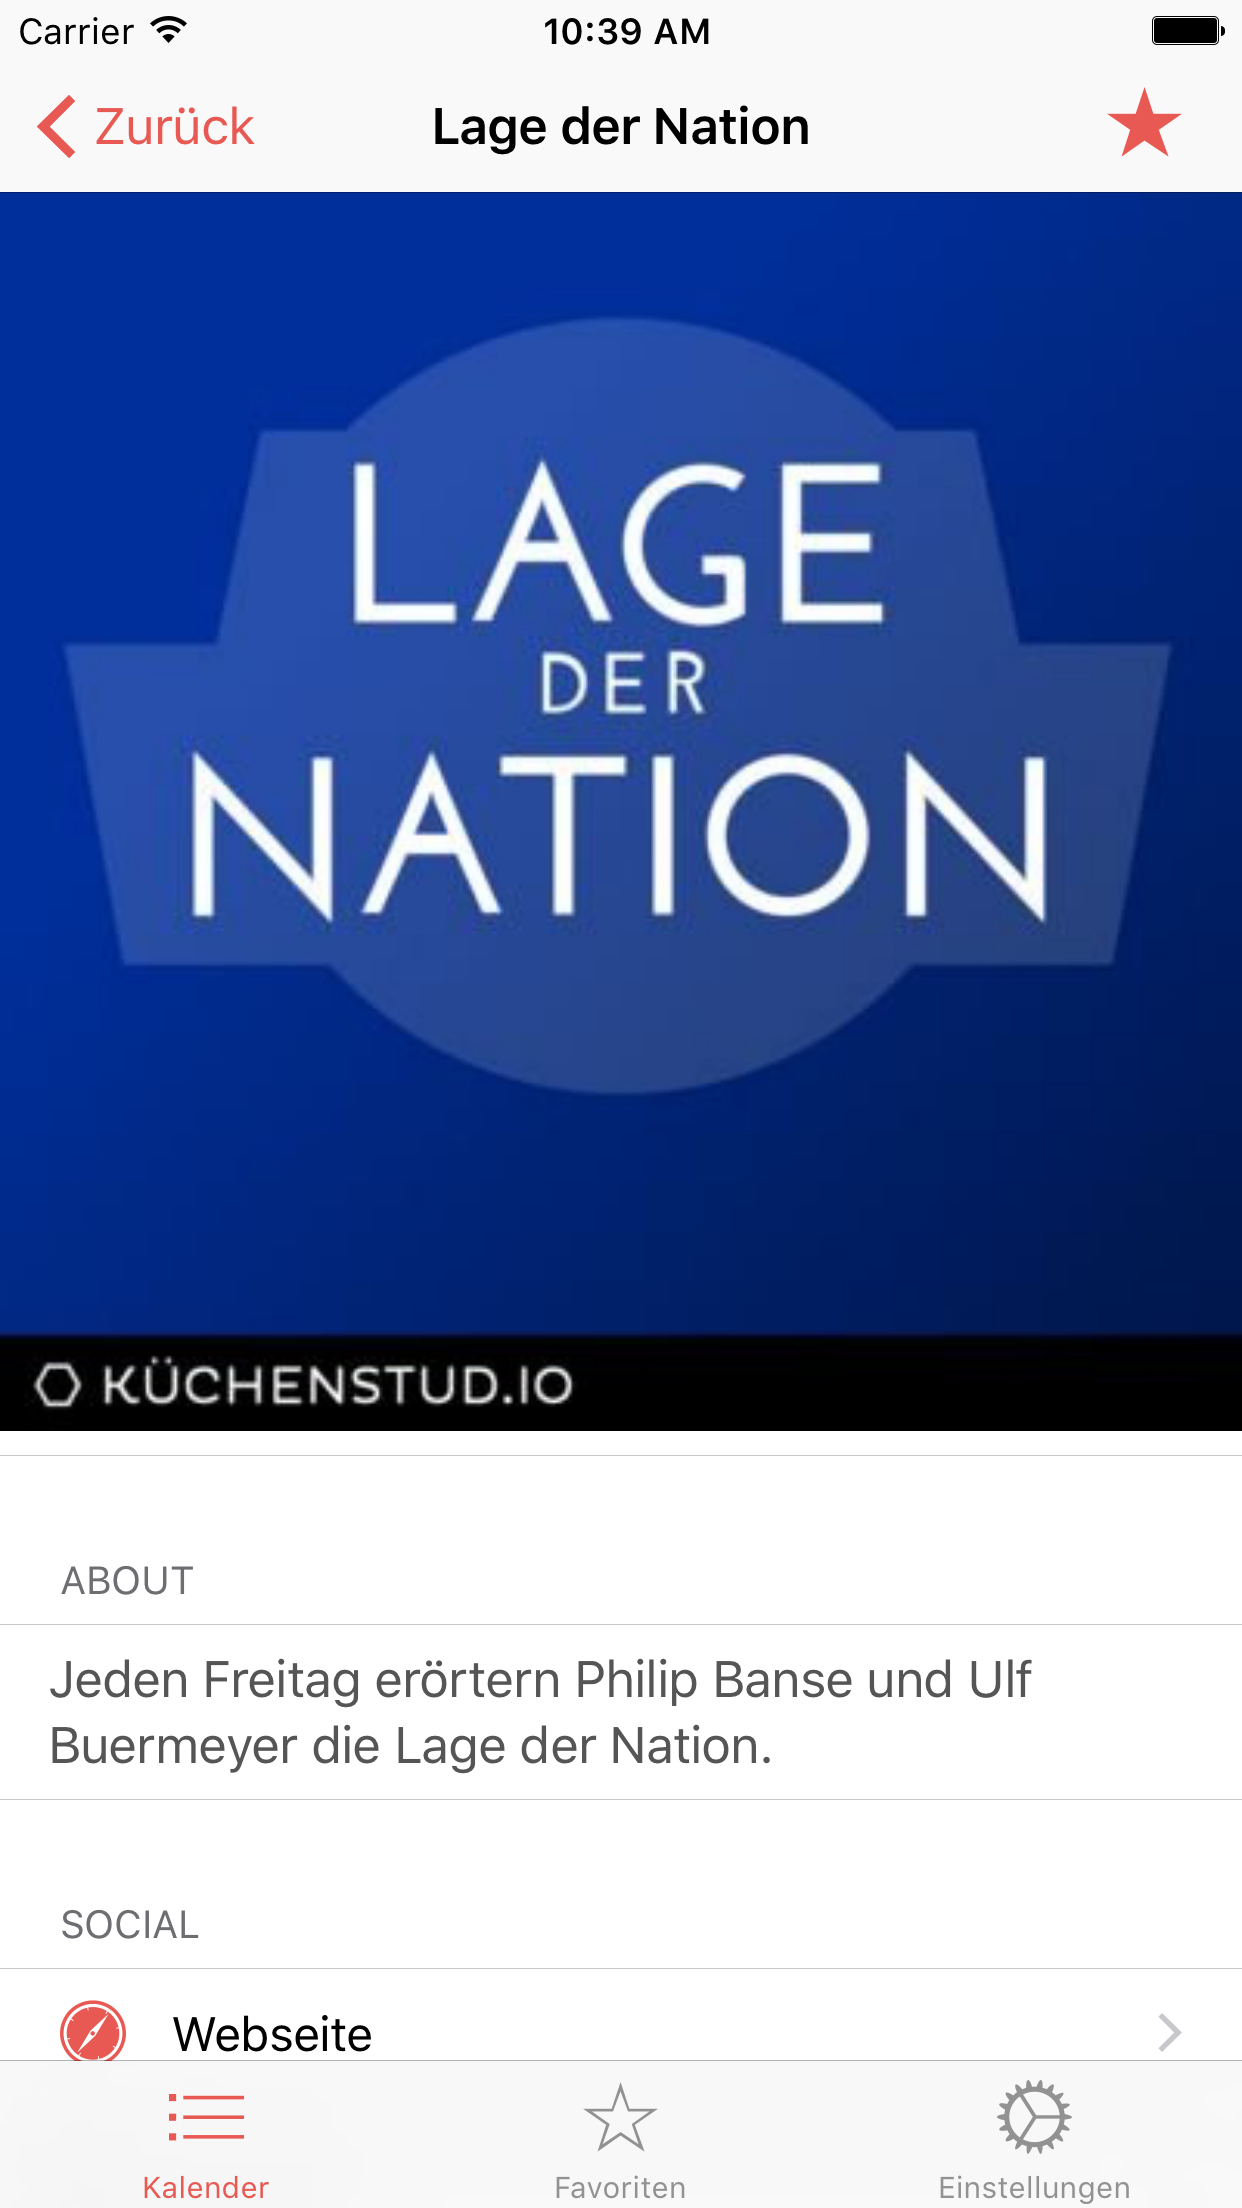 Carrier 10:39 AM
Zurück Lage der Nation
LAGE
DER
NATION
KÜCHENSTUD.IO
ABOUT
Jeden Freitag erörtern Philip Banse und Ulf
Buermeyer die Lage der Nation.
SOCIAL
Webseite
Kalender Favoriten Einstellungen